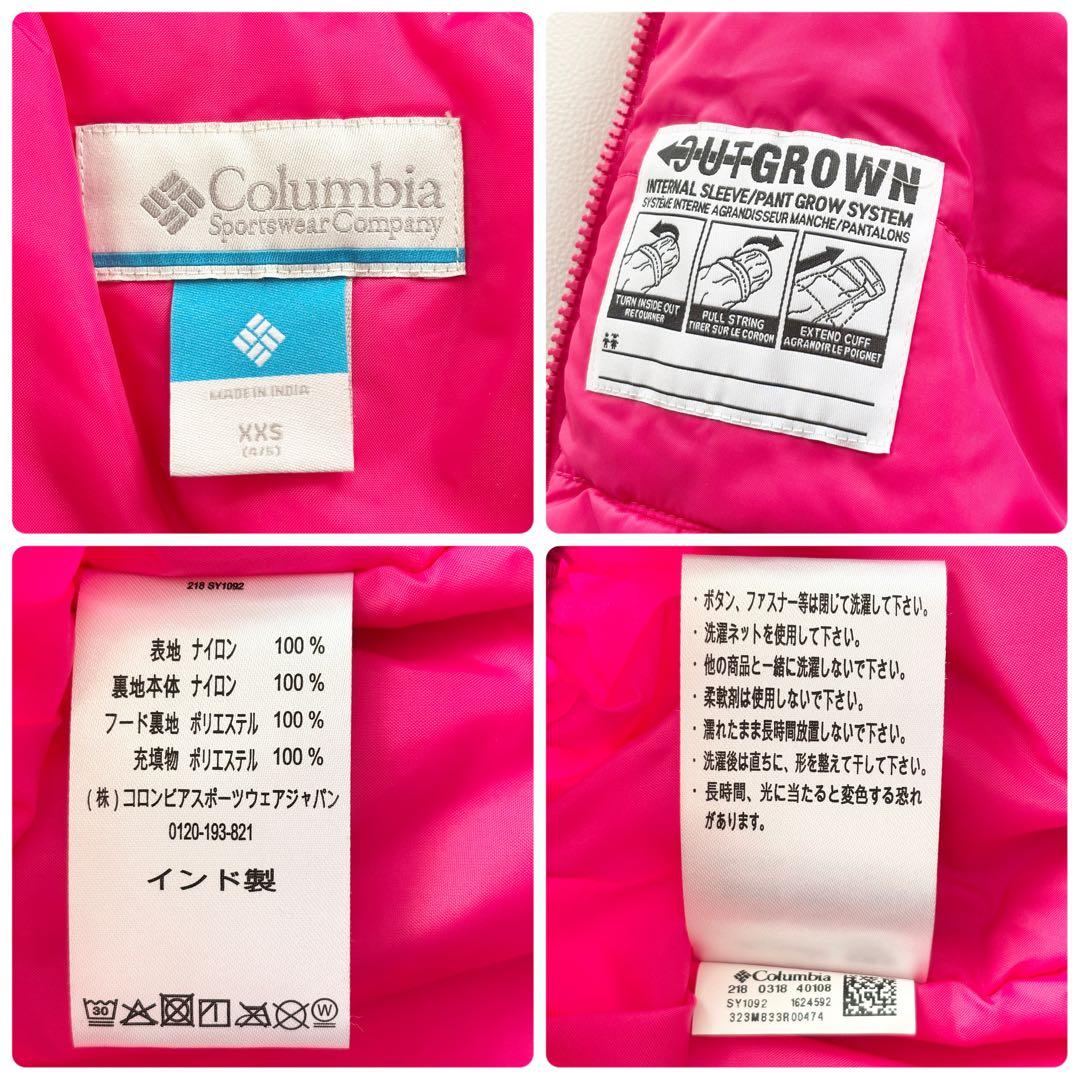 Columbia
Sportswear Company
MADE IN INDIA
XXS
(4/5)
OUTGROWN
INTERNAL SLEEVE/PANT GROW SYSTEM
SYSTÈME INTERNE AGRANDISSEUR MANCHE/PANTALONS
TURN INSIDE OUT
RETOURNER
PULL STRING
TIRER SUR LE CORDON
EXTEND CUFF
AGRANDIR LE POIGNET
218 SY1092
表地 ナイロン 100 %
裏地本体 ナイロン 100 %
フード裏地 ポリエステル 100 %
充填物 ポリエステル 100 %
(株)コロンビアスポーツウェアジャパン
0120-193-821
インド製
30
W
・ボタン、ファスナー等は閉じて洗濯して下さい。
・洗濯ネットを使用して下さい。
・他の商品と一緒に洗濯しないで下さい。
・柔軟剤は使用しないで下さい。
・濡れたまま長時間放置しないで下さい。
・洗濯後は直ちに、形を整えて干して下さい。
・長時間、光に当たると変色する恐れ
があります。
Columbia
218 0318 40108
SY1092 1624592
323MB33R00474